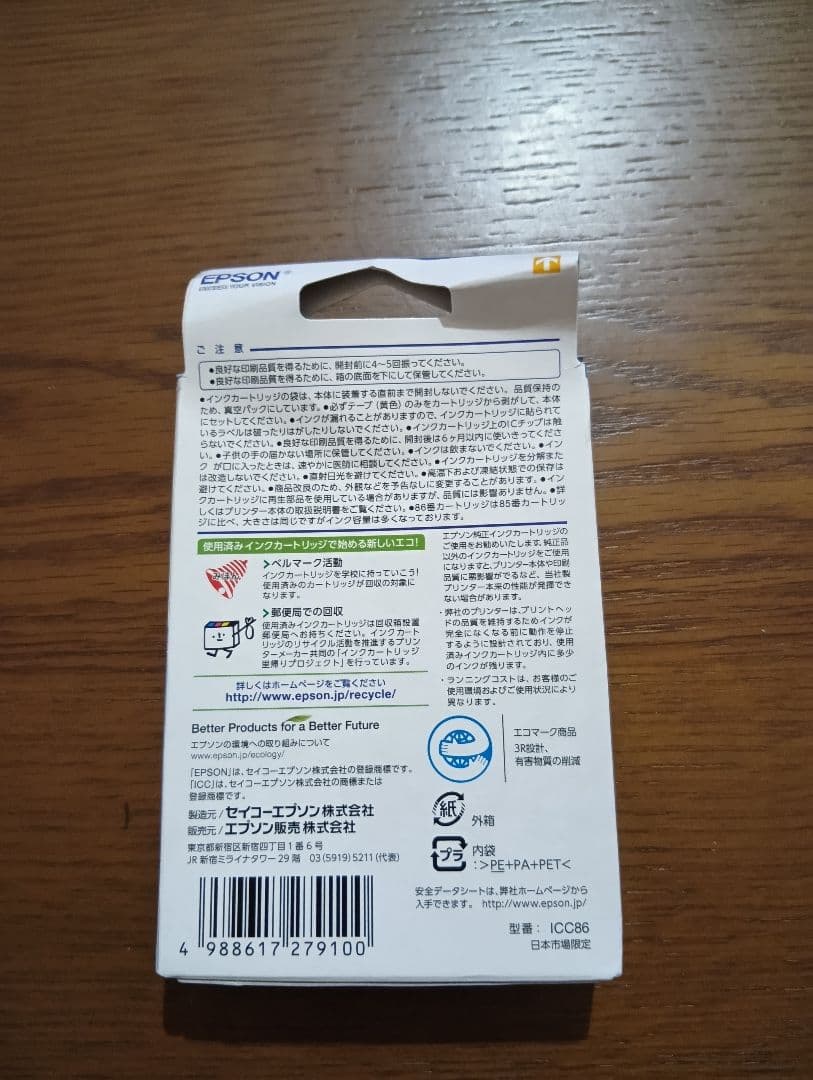 EPSON
EXCEED YOUR VISION
ご注意
●良好な印刷品質を得るために、開封前に4〜5回振ってください。
●良好な印刷品質を得るために、箱の底面を下にして保管してください。
●インクカートリッジの袋は、本体に装着する直前まで開封しないでください。品質保持の
ため、真空パックにしています。●必ずテープ(黄色)のみをカートリッジから剥がして、本体
にセットしてください。●インクが漏れることがありますので、インクカートリッジに貼られて
いるラベルは破ったりはがしたりしないでください。●インクカートリッジ上のICチップは触
らないでください。●良好な印刷品質を得るために、開封後は6ヶ月以内に使いきってくださ
い。●子供の手の届かない場所に保管してください。●インクは飲まないでください。●イン
ク が口に入ったときは、速やかに医師に相談してください。●インクカートリッジを分解また
は改造しないでください。●直射日光を避けてください。●高温下および凍結状態での保存は
避けてください。●商品改良のため、外観などを予告なしに変更することがあります。●イン
クカートリッジに再生部品を使用している場合がありますが、品質には影響ありません。●詳
しくはプリンター本体の取扱説明書をご覧ください。●86番カートリッジは85番カートリッ
ジに比べ、大きさは同じですがインク容量は多くなっております。
使用済みインクカートリッジで始める新しいエコ!
みほん
>ベルマーク活動
インクカートリッジを学校に持っていこう!
使用済みのカートリッジが回収の対象に
なります。
>郵便局での回収
使用済みインクカートリッジは回収箱設置
郵便局へお持ちください。インクカート
リッジのリサイクル活動を推進するプリン
ターメーカー共同の「インクカートリッジ
里帰りプロジェクト」を行っています。
詳しくはホームページをご覧ください
http://www.epson.jp/recycle/
エプソン純正インクカートリッジの
ご使用をお勧めいたします。純正品
以外のインクカートリッジをご使用
になりますと、プリンター本体や印刷
品質に悪影響がでるなど、当社製
プリンター本来の性能が発揮でき
ない場合があります。
・弊社のプリンターは、プリントヘッ
ドの品質を維持するためインクが
完全になくなる前に動作を停止
するように設計されており、使用
済みインクカートリッジ内に多少
のインクが残ります。
・ランニングコストは、お客様のご
使用環境およびご使用状況により
異なります。
Better Products for a Better Future
エプソンの環境への取り組みについて
www.epson.jp/ecology/
「EPSON」は、セイコーエプソン株式会社の登録商標です。
「ICC」は、セイコーエプソン株式会社の商標または
登録商標です。
製造元/セイコーエプソン株式会社
販売元/エプソン販売株式会社
東京都新宿区新宿四丁目1番6号
JR新宿ミライナタワー29階 03(5919)5211(代表)
エコマーク商品
3R設計、
有害物質の削減
紙
外箱
プラ
内袋
:>PE+PA+PET<
安全データシートは、弊社ホームページから
入手できます。 http://www.epson.jp/
型番: ICC86
日本市場限定
4 988617 279100